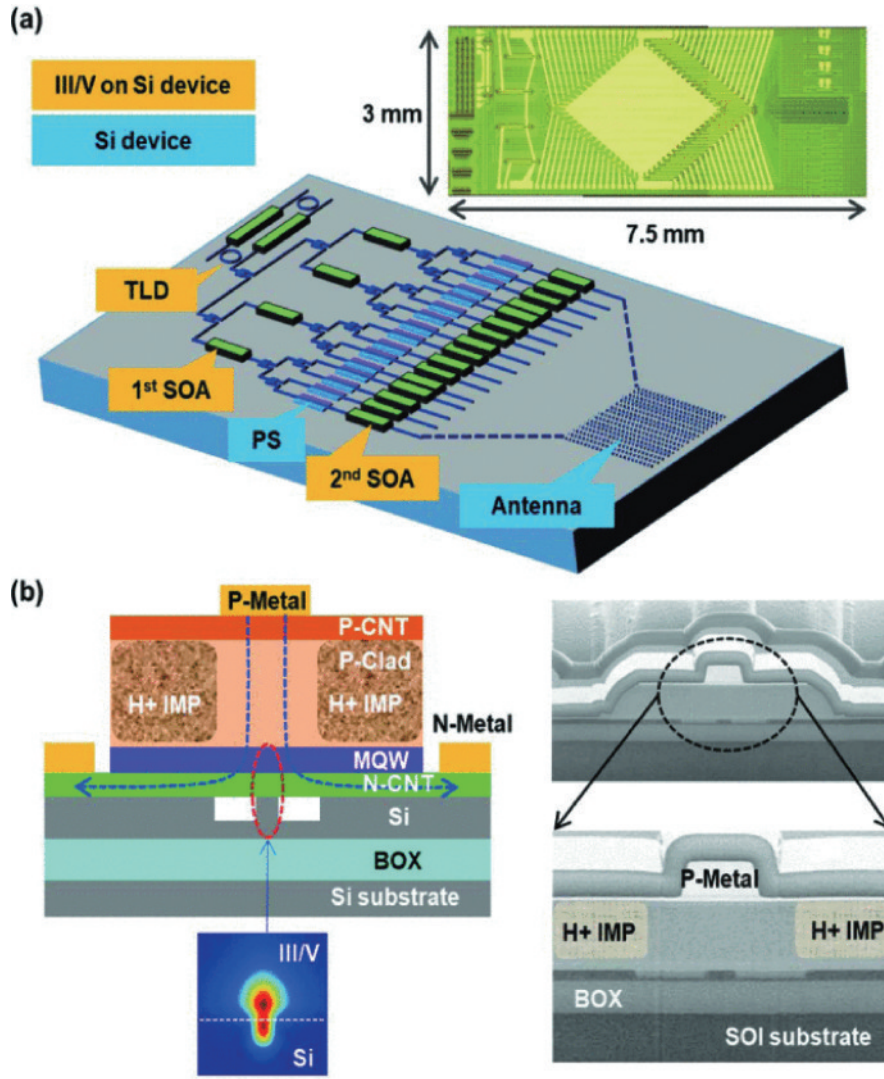 (a)
III/V on Si device
Si device
3 mm
7.5 mm
TLD
1st SOA
PS
2nd SOA
Antenna
(b)
P-Metal
P-CNT
P-Clad
H+ IMP
H+ IMP
N-Metal
MQW
N-CNT
Si
BOX
Si substrate
III/V
Si
P-Metal
H+ IMP
H+ IMP
BOX
SOI substrate